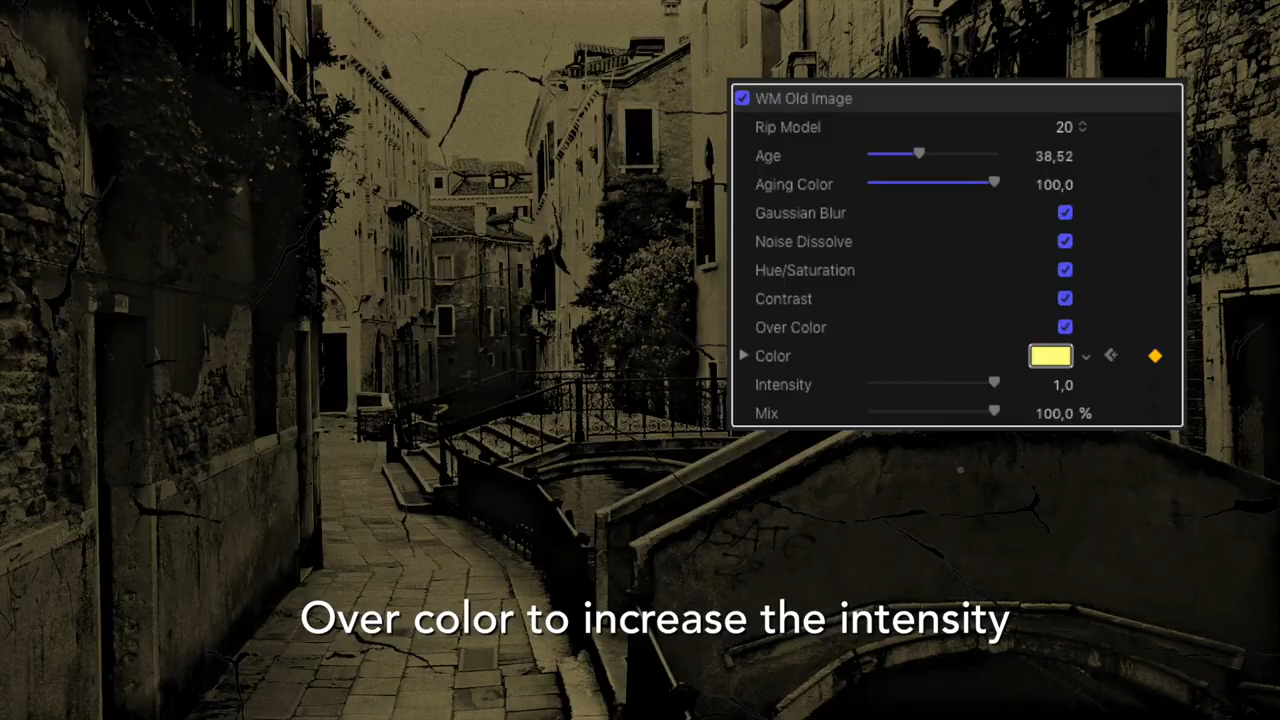 WM Old Image
Rip Model 20
Age 38,52
Aging Color 100,0
Gaussian Blur
Noise Dissolve
Hue/Saturation
Contrast
Over Color
Color
Intensity 1,0
Mix 100,0 %
Over color to increase the intensity